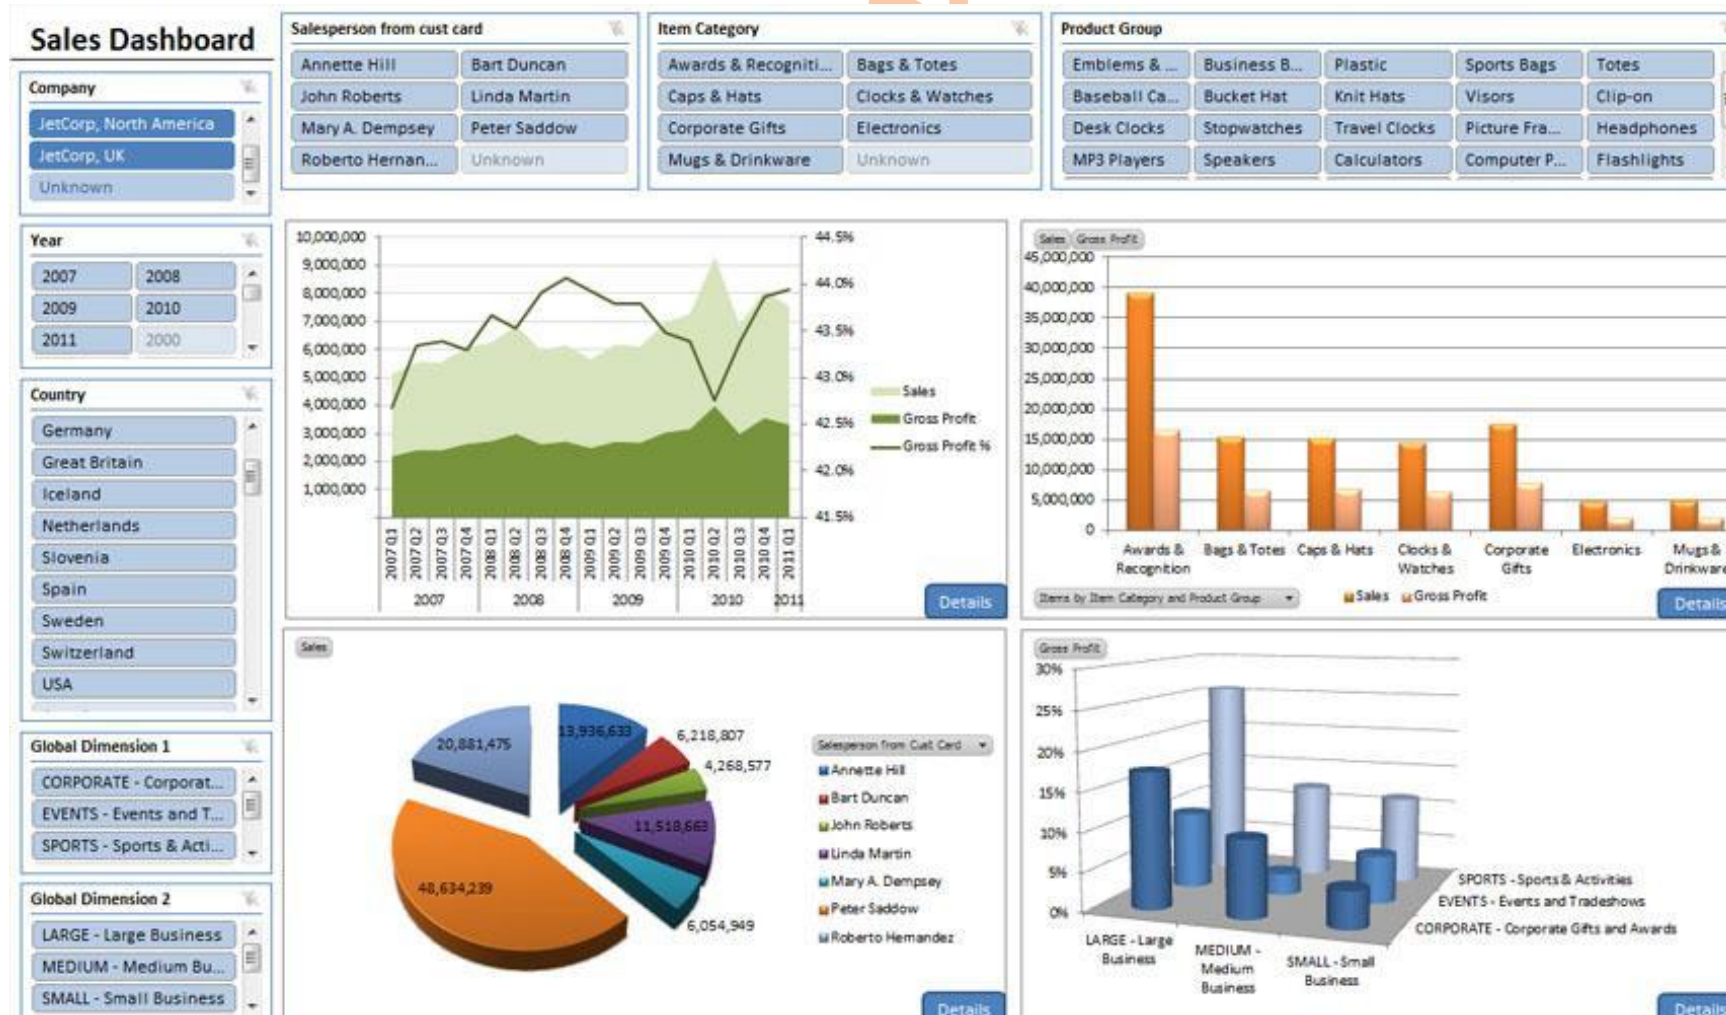 Sales Dashboard
Company
JetCorp, North America
JetCorp, UK
Unknown
Year
2007 2008
2009 2010
2011 2000
Country
Germany
Great Britain
Iceland
Netherlands
Slovenia
Spain
Sweden
Switzerland
USA
Global Dimension 1
CORPORATE - Corporat...
EVENTS - Events and T...
SPORTS - Sports & Acti...
Global Dimension 2
LARGE - Large Business
MEDIUM - Medium Bu...
SMALL - Small Business
Salesperson from cust card
Annette Hill Bart Duncan
John Roberts Linda Martin
Mary A. Dempsey Peter Saddow
Roberto Hernan... Unknown
Item Category
Awards & Recogniti... Bags & Totes
Caps & Hats Clocks & Watches
Corporate Gifts Electronics
Mugs & Drinkware Unknown
Product Group
Emblems & ... Business B... Plastic Sports Bags Totes
Baseball Ca... Bucket Hat Knit Hats Visors Clip-on
Desk Clocks Stopwatches Travel Clocks Picture Fra... Headphones
MP3 Players Speakers Calculators Computer P... Flashlights
10,000,000 44.5%
9,000,000
8,000,000 44.0%
7,000,000
6,000,000 43.5%
5,000,000 43.0%
4,000,000
3,000,000 42.5%
2,000,000 42.0%
1,000,000
41.5%
Sales
Gross Profit
Gross Profit %
2007 Q1 2007 Q2 2007 Q3 2007 Q4 2008 Q1 2008 Q2 2008 Q3 2008 Q4 2009 Q1 2009 Q2 2009 Q3 2009 Q4 2010 Q1 2010 Q2 2010 Q3 2010 Q4 2011 Q1
2007 2008 2009 2010 2011
Details
Sales Gross Profit
45,000,000
40,000,000
35,000,000
30,000,000
25,000,000
20,000,000
15,000,000
10,000,000
5,000,000
0
Awards & Recognition
Bags & Totes
Caps & Hats
Clocks & Watches
Corporate Gifts
Electronics
Mugs & Drinkware
Items by Item Category and Product Group
Sales Gross Profit
Details
Sales
20,881,475
13,936,633
6,218,807
4,268,577
11,518,663
48,634,239
6,054,949
Salesperson from Cust Card
Annette Hill
Bart Duncan
John Roberts
Linda Martin
Mary A. Dempsey
Peter Saddow
Roberto Hernandez
Details
Gross Profit
30%
25%
20%
15%
10%
5%
0%
SPORTS - Sports & Activities
EVENTS - Events and Tradeshows
CORPORATE - Corporate Gifts and Awards
LARGE - Large Business
MEDIUM - Medium Business
SMALL - Small Business
Details